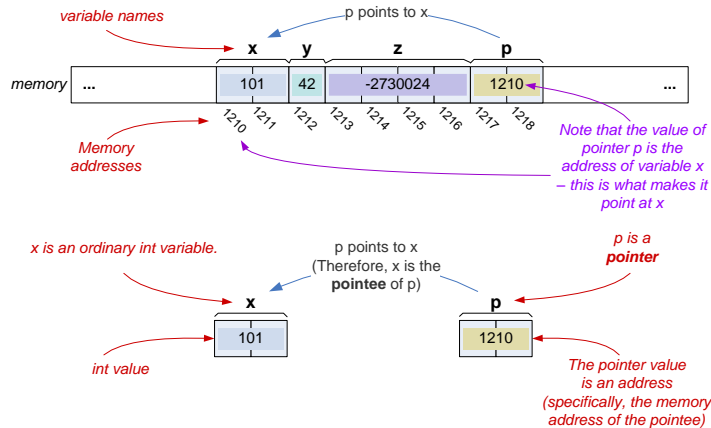 variable names
p points to x
x y z p
memory ... 101 42 -2730024 1210 ...
1210 1211 1212 1213 1214 1215 1216 1217 1218
Memory
addresses
Note that the value of
pointer p is the
address of variable x
– this is what makes it
point at x
x is an ordinary int variable.
p points to x
(Therefore, x is the
pointee of p)
p is a
pointer
x p
101 1210
int value
The pointer value
is an address
(specifically, the memory
address of the pointee)